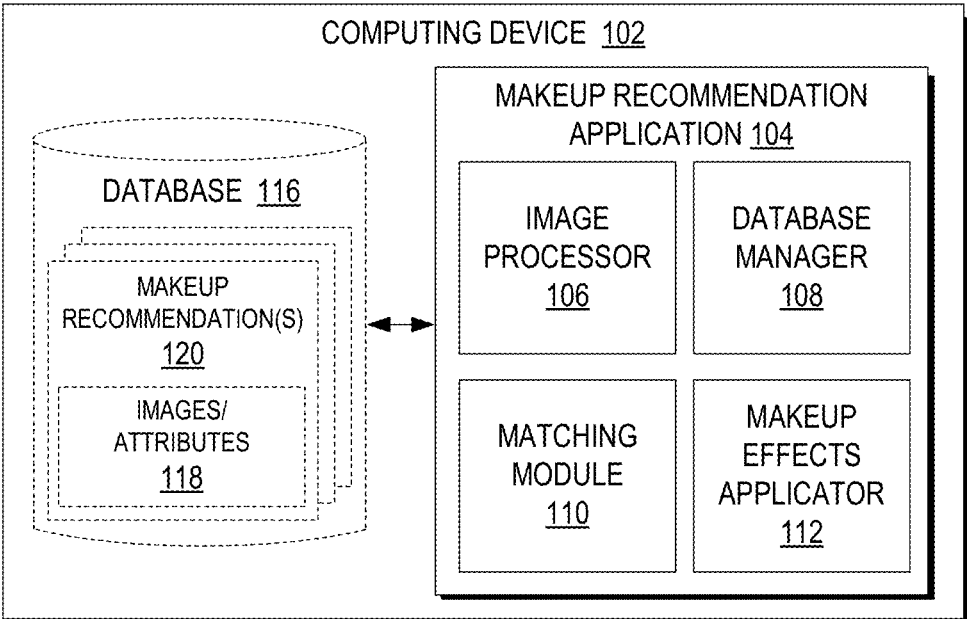 COMPUTING DEVICE 102
DATABASE 116
MAKEUP
RECOMMENDATION(S)
120
IMAGES/
ATTRIBUTES
118
MAKEUP RECOMMENDATION
APPLICATION 104
IMAGE
PROCESSOR
106
DATABASE
MANAGER
108
MATCHING
MODULE
110
MAKEUP
EFFECTS
APPLICATOR
112